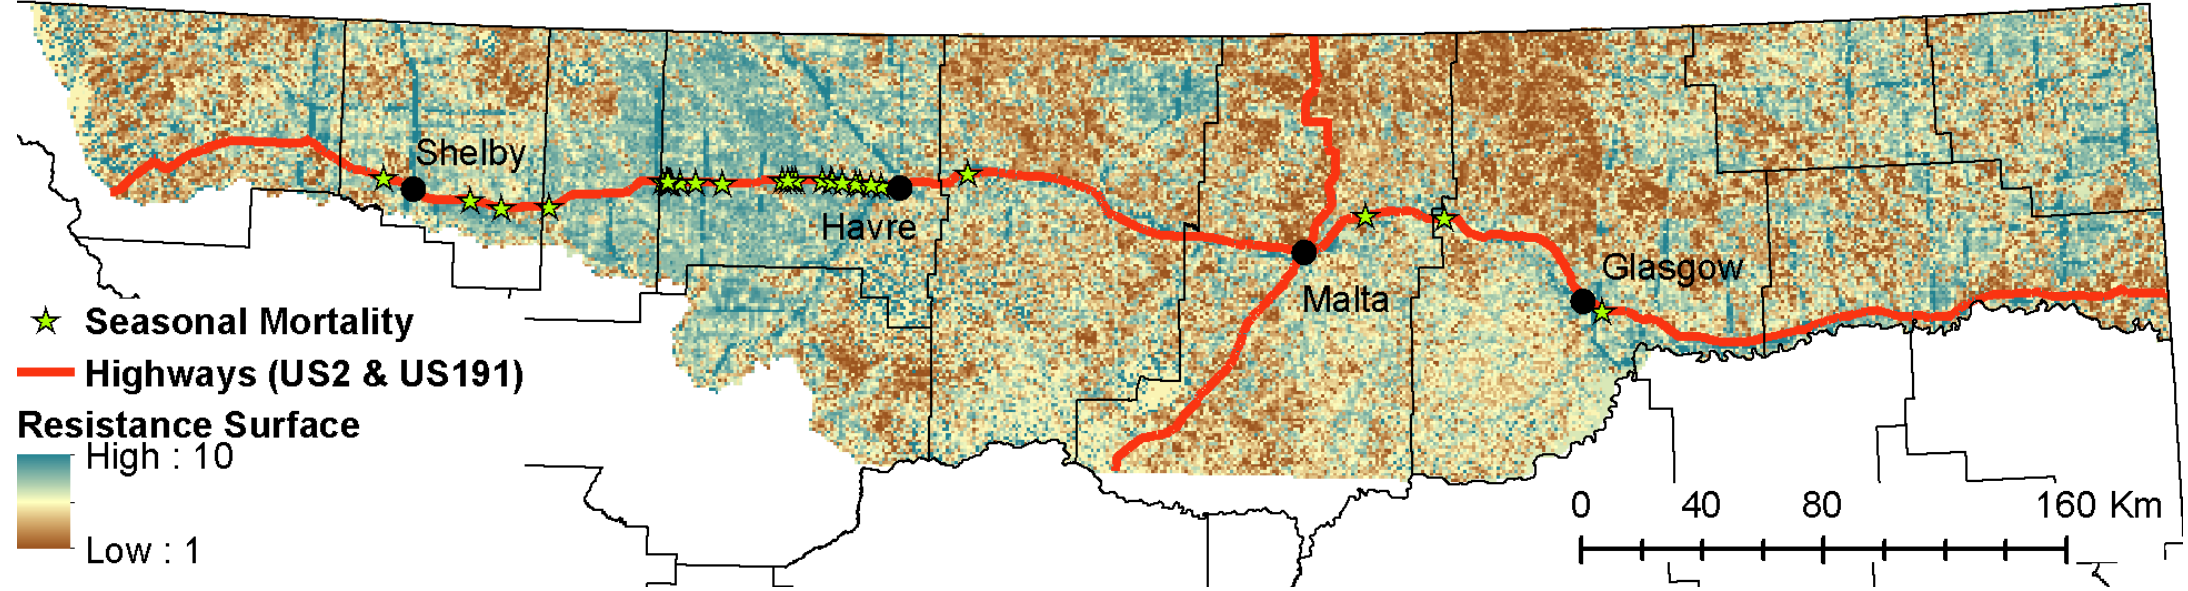 Shelby
Havre
Malta
Glasgow
Seasonal Mortality
Highways (US2 & US191)
Resistance Surface
High : 10
Low : 1
0 40 80 160 Km